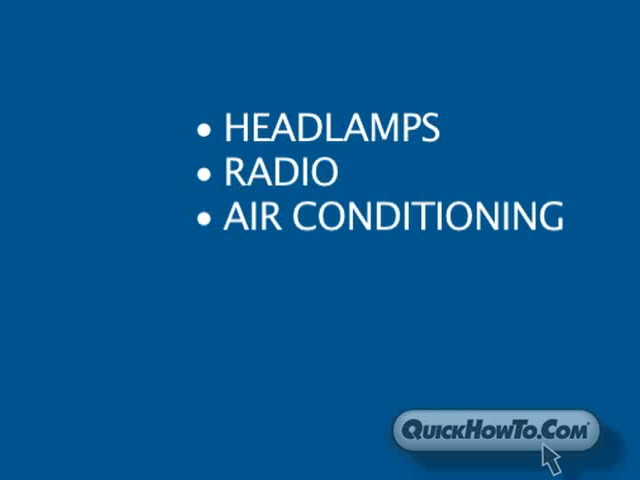 • HEADLAMPS
• RADIO
• AIR CONDITIONING
QUICKHOWTO.COM